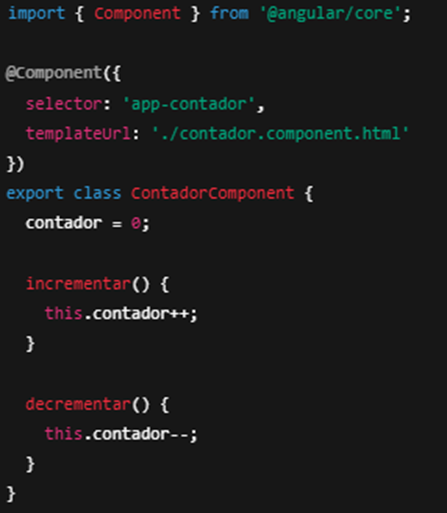 import { Component } from '@angular/core';
@Component({
selector: 'app-contador',
templateUrl: './contador.component.html'
})
export class ContadorComponent {
contador = 0;
incrementar() {
this.contador++;
}
decrementar() {
this.contador--;
}
}